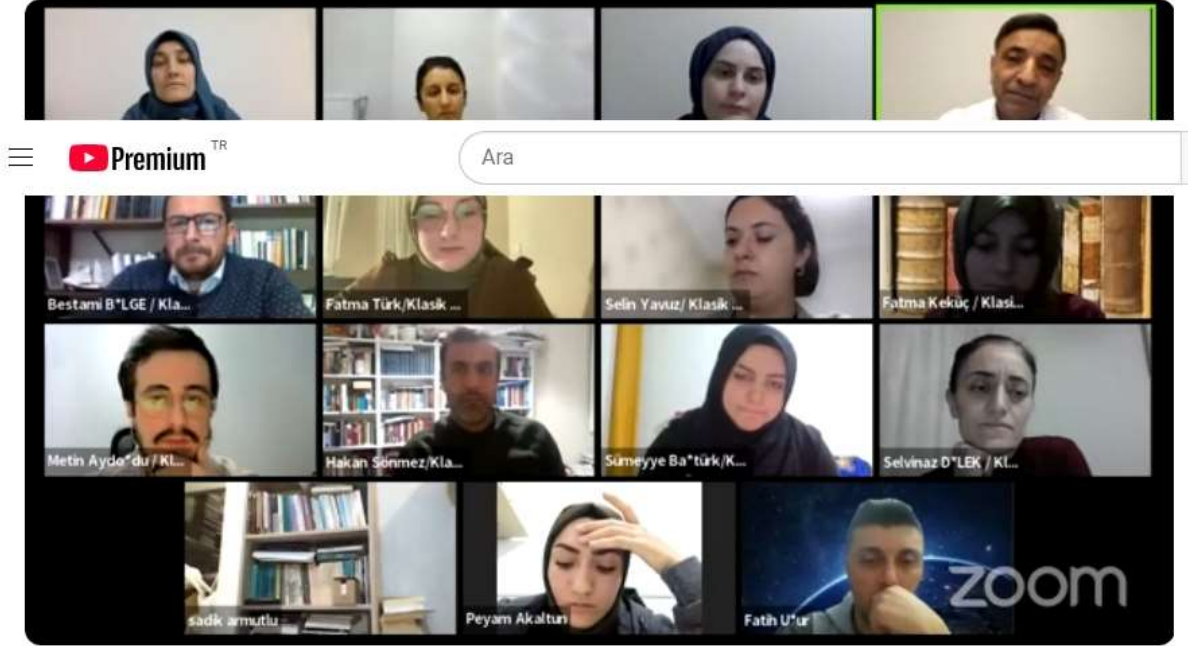 Premium TR
Ara
Bestami B*LGE / Kla...
Fatma Türk/Klasik ...
Selin Yavuz/ Klasik ...
Fatma Keküç / Klasi...
Metin Aydo*du / Kl...
Hakan Sönmez/Kla...
Sümeyye Ba*türk/K...
Selvinaz D*LEK / Kl...
sadik armutlu
Peyam Akaltun
Fatih U*ur
zoom